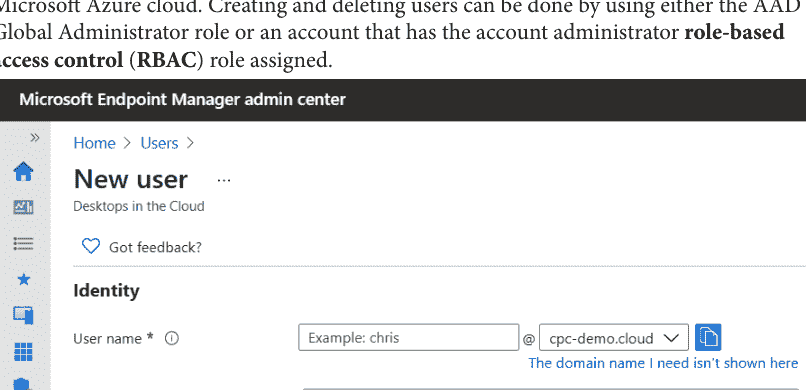 Microsoft Azure cloud. Creating and deleting users can be done by using either the AAD
Global Administrator role or an account that has the account administrator role-based
access control (RBAC) role assigned.
Microsoft Endpoint Manager admin center
Home > Users >
New user ...
Desktops in the Cloud
Got feedback?
Identity
User name * Example: chris @ cpc-demo.cloud
The domain name I need isn't shown here